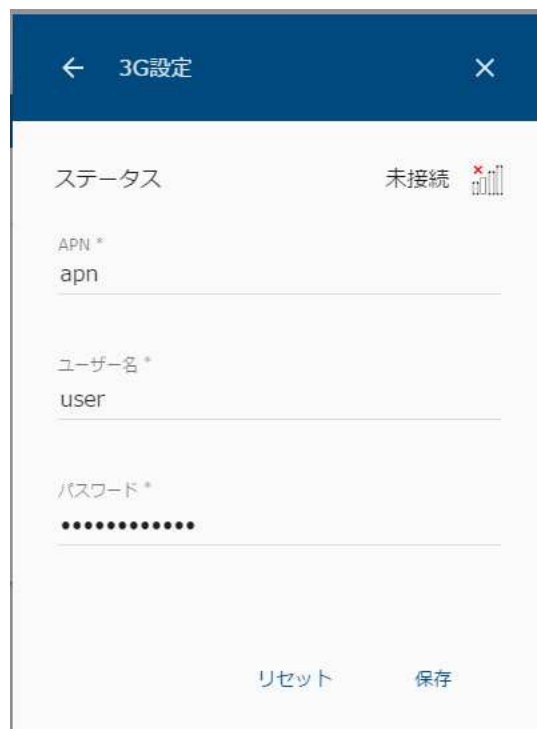 ← 3G設定 ×
ステータス 未接続
APN *
apn
ユーザー名 *
user
パスワード *
••••••••••••
リセット 保存